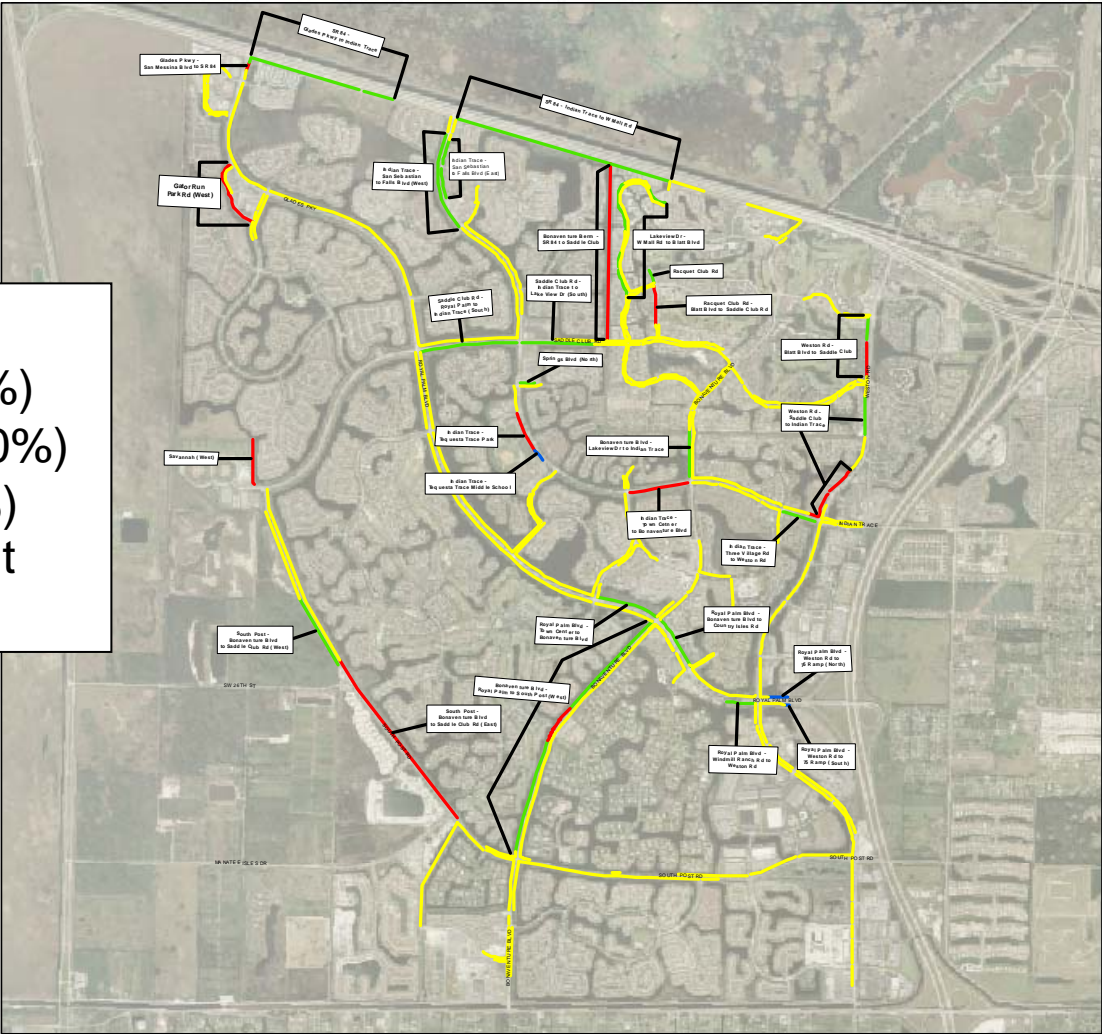 SR 84 -
Glades Pkwy to Indian Trace
Glades Pkwy -
San Messina Blvd to SR 84
SR 84 - Indian Trace to W Mall Rd
Indian Trace -
San Sebastian
to Falls Blvd (West)
Indian Trace -
San Sebastian
to Falls Blvd (East)
Gator Run
Park Rd (West)
GLADES PKY
Bonaventure Berm -
SR 84 to Saddle Club
Lakeview Dr -
W Mall Rd to Blatt Blvd
Racquet Club Rd
Saddle Club Rd -
Indian Trace to
Lake View Dr (South)
Saddle Club Rd -
Royal Palm to
Indian Trace (South)
Racquet Club Rd -
Blatt Blvd to Saddle Club Rd
SADDLE CLUB RD
Weston Rd -
Blatt Blvd to Saddle Club
WESTON RD
Springs Blvd (North)
ROYAL PALM BLVD
BONAVENTURE BLVD
%)
0%)
%)
t
Weston Rd -
Saddle Club
to Indian Trace
Indian Trace -
Tequesta Trace Park
Bonaventure Blvd -
Lakeview Dr to Indian Trace
Savannah (West)
Indian Trace -
Tequesta Trace Middle School
Indian Trace -
Town Cetner
to Bonaventure Blvd
INDIAN TRACE
Indian Trace -
Three Village Rd
to Weston Rd
South Post -
Bonaventure Blvd
to Saddle Club Rd (West)
Royal Palm Blvd -
Town Center to
Bonaventure Blvd
Royal Palm Blvd -
Bonaventure Blvd to
Country Isles Rd
Royal Palm Blvd -
Weston Rd to
75 Ramp (North)
SW 26TH ST
Bonaventure Blvd -
Royal Palm to South Post (West)
BONAVENTURE BLVD
ROYAL PALM BLVD
South Post -
Bonaventure Blvd
to Saddle Club Rd (East)
Royal Palm Blvd -
Windmill Ranch Rd to
Weston Rd
Royal Palm Blvd -
Weston Rd to
75 Ramp (South)
MANATEE ISLES DR
SOUTH POST RD
SOUTH POST RD
BONAVENTURE BLVD